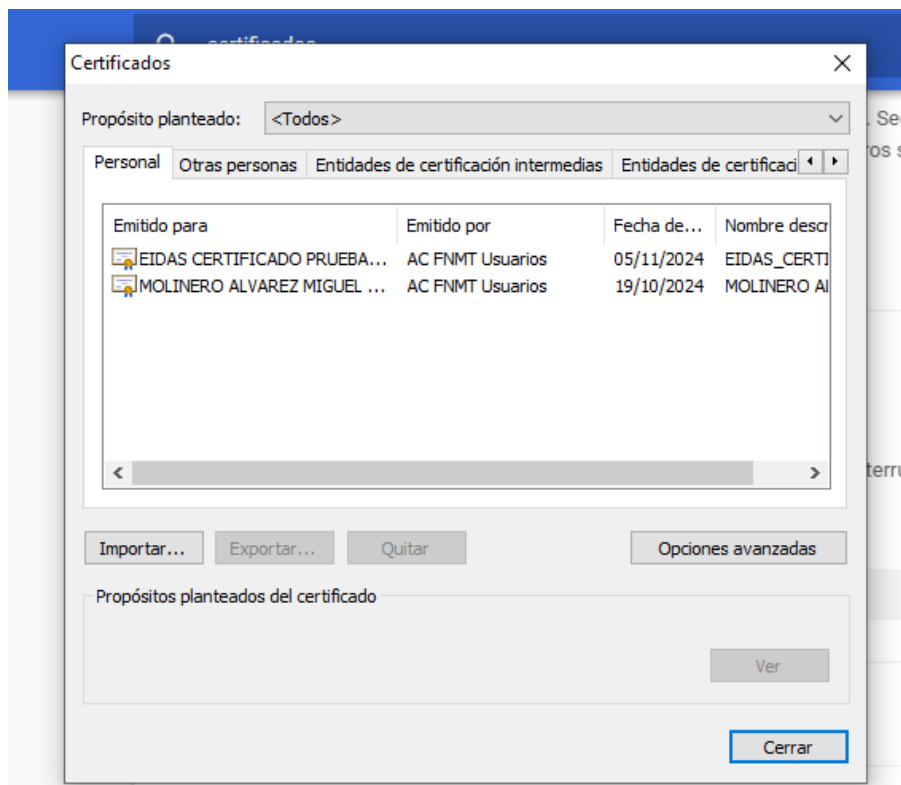 certificados
Certificados
Propósito planteado: <Todos>
Personal Otras personas Entidades de certificación intermedias Entidades de certificaci
Emitido para Emitido por Fecha de... Nombre descr
EIDAS CERTIFICADO PRUEBA... AC FNMT Usuarios 05/11/2024 EIDAS_CERTI
MOLINERO ALVAREZ MIGUEL ... AC FNMT Usuarios 19/10/2024 MOLINERO Al
Importar... Exportar... Quitar Opciones avanzadas
Propósitos planteados del certificado
Ver
Cerrar